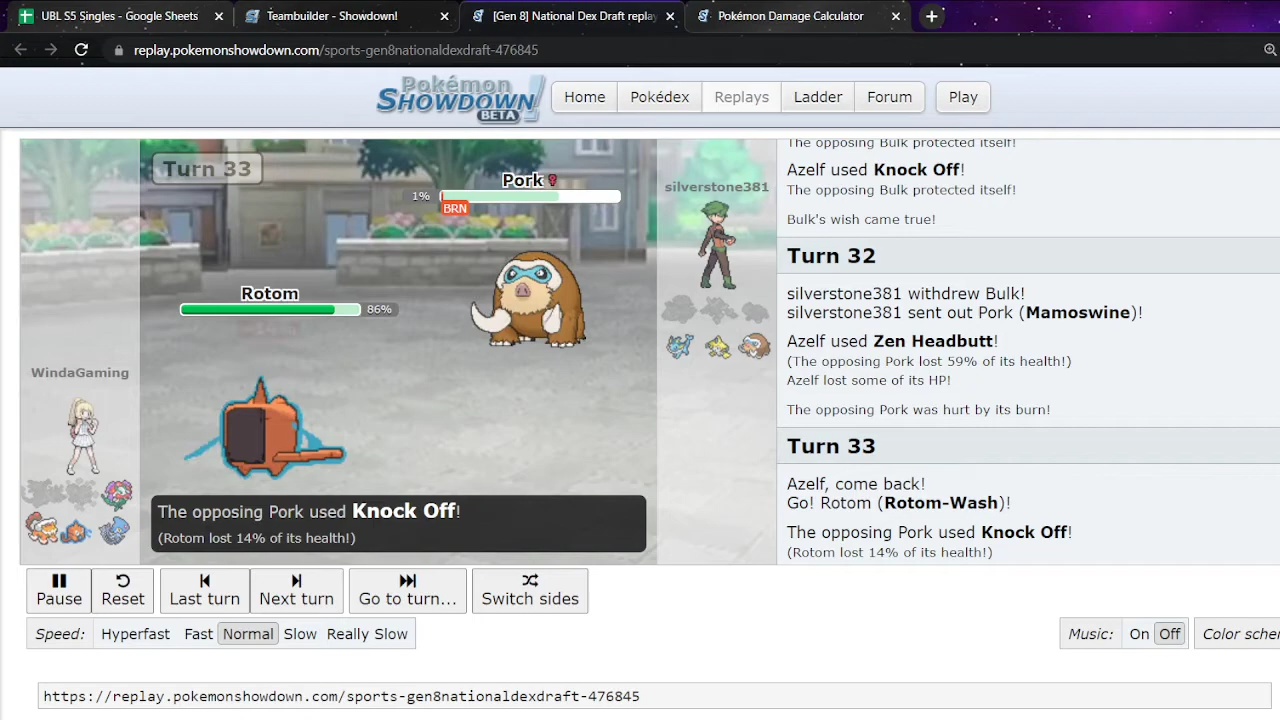 UBL S5 Singles - Google Sheets
Teambuilder - Showdown!
[Gen 8] National Dex Draft replay
Pokémon Damage Calculator
replay.pokemonshowdown.com/sports-gen8nationaldexdraft-476845
Pokémon
SHOWDOWN!
BETA
Home
Pokédex
Replays
Ladder
Forum
Play
Turn 33
Pork
1%
BRN
Rotom
86%
WindaGaming
silverstone381
The opposing Pork used Knock Off!
(Rotom lost 14% of its health!)
The opposing Bulk protected itself!
Azelf used Knock Off!
The opposing Bulk protected itself!
Bulk's wish came true!
Turn 32
silverstone381 withdrew Bulk!
silverstone381 sent out Pork (Mamoswine)!
Azelf used Zen Headbutt!
(The opposing Pork lost 59% of its health!)
Azelf lost some of its HP!
The opposing Pork was hurt by its burn!
Turn 33
Azelf, come back!
Go! Rotom (Rotom-Wash)!
The opposing Pork used Knock Off!
(Rotom lost 14% of its health!)
Pause
Reset
Last turn
Next turn
Go to turn...
Switch sides
Speed: Hyperfast Fast Normal Slow Really Slow
Music: On Off
Color scher
https://replay.pokemonshowdown.com/sports-gen8nationaldexdraft-476845